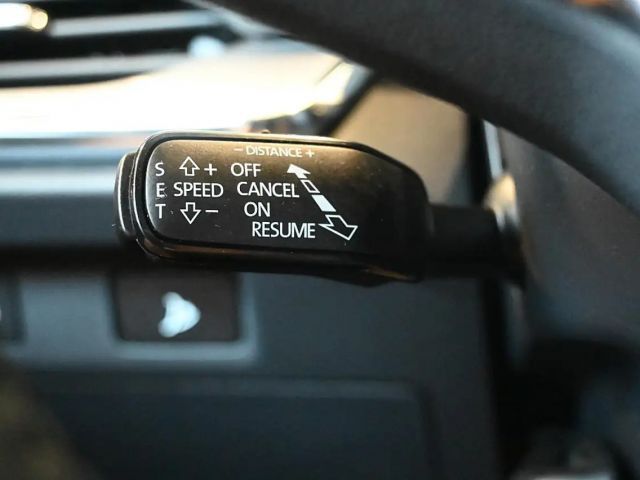 - DISTANCE +
S + OFF
E SPEED CANCEL
T - ON
RESUME